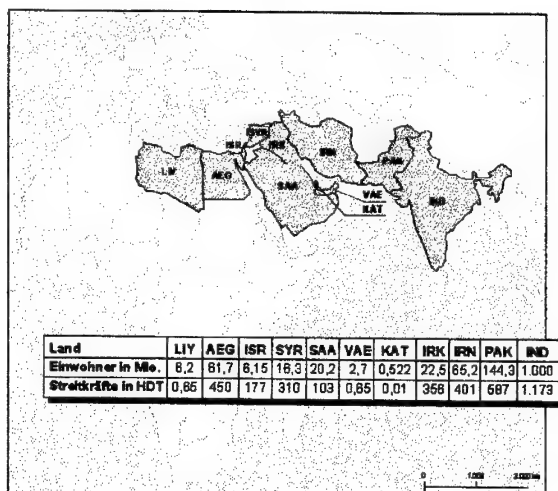 SYR
ISR
IRK
IRN
PAK
LIY
AEG
SAA
VAE
KAT
IND
Land LIY AEG ISR SYR SAA VAE KAT IRK IRN PAK IND
Einwohner in Mio. 6,2 61,7 6,15 16,3 20,2 2,7 0,522 22,5 65,2 144,3 1.000
Streitkräfte in HDT 0,65 450 177 310 103 0,65 0,01 356 401 587 1.173
0 1.000